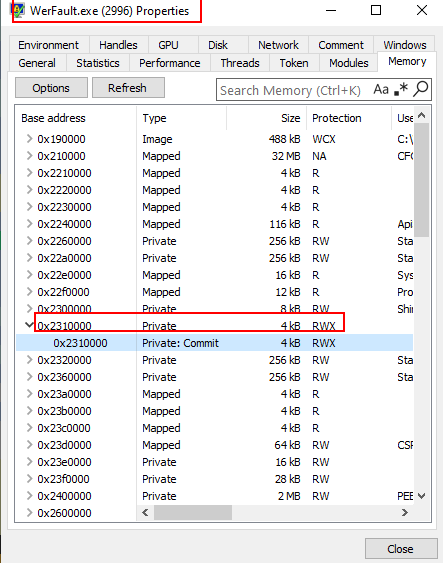 WerFault.exe (2996) Properties
Environment Handles GPU Disk Network Comment Windows
General Statistics Performance Threads Token Modules Memory
Options Refresh Search Memory (Ctrl+K) Aa
Base address Type Size Protection Use
0x190000 Image 488 kB WCX C:\
0x210000 Mapped 32 MB NA CFG
0x2210000 Mapped 4 kB R
0x2220000 Mapped 4 kB R
0x2230000 Mapped 4 kB R
0x2240000 Mapped 116 kB R Api
0x2260000 Private 256 kB RW Sta
0x22a0000 Private 256 kB RW Sta
0x22e0000 Mapped 16 kB R Sys
0x22f0000 Mapped 12 kB R Pro
0x2300000 Private 8 kB RW Shi
0x2310000 Private 4 kB RWX
0x2310000 Private: Commit 4 kB RWX
0x2320000 Private 256 kB RW Sta
0x2360000 Private 256 kB RW Sta
0x23a0000 Mapped 4 kB R
0x23b0000 Mapped 4 kB R
0x23c0000 Mapped 4 kB R
0x23d0000 Mapped 64 kB RW CSR
0x23e0000 Private 16 kB RW
0x23f0000 Private 28 kB RW
0x2400000 Private 2 MB RW PEB
0x2600000
Close